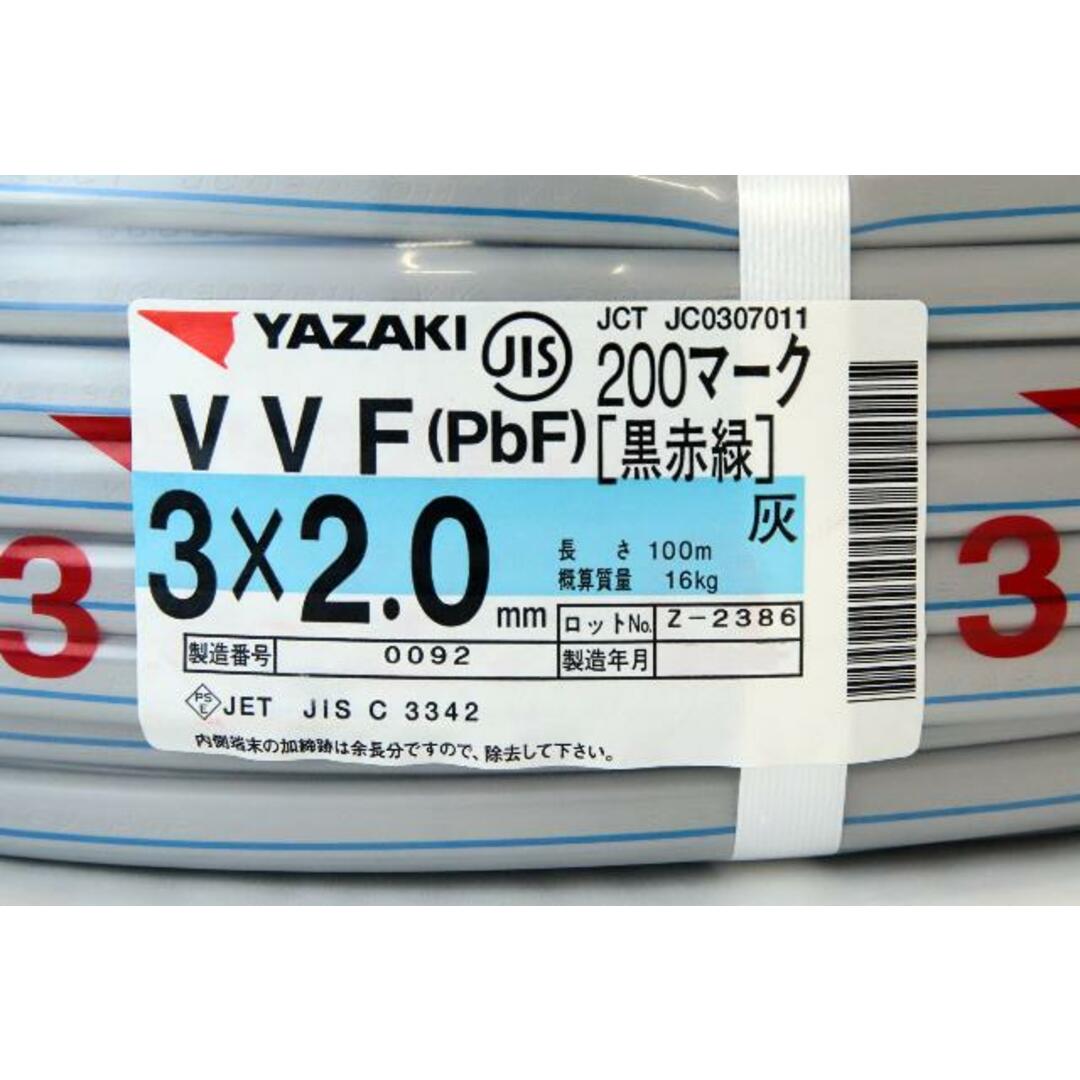 YAZAKI JIS JCT JC0307011
200マーク
VVF(PbF) [黒赤緑]
灰
3×2.0mm
長さ 100m
概算質量 16kg
ロットNo. Z-2386
製造番号 0092 製造年月
PSE JET JIS C 3342
内側端末の加締跡は余長分ですので、除去して下さい。
3
3